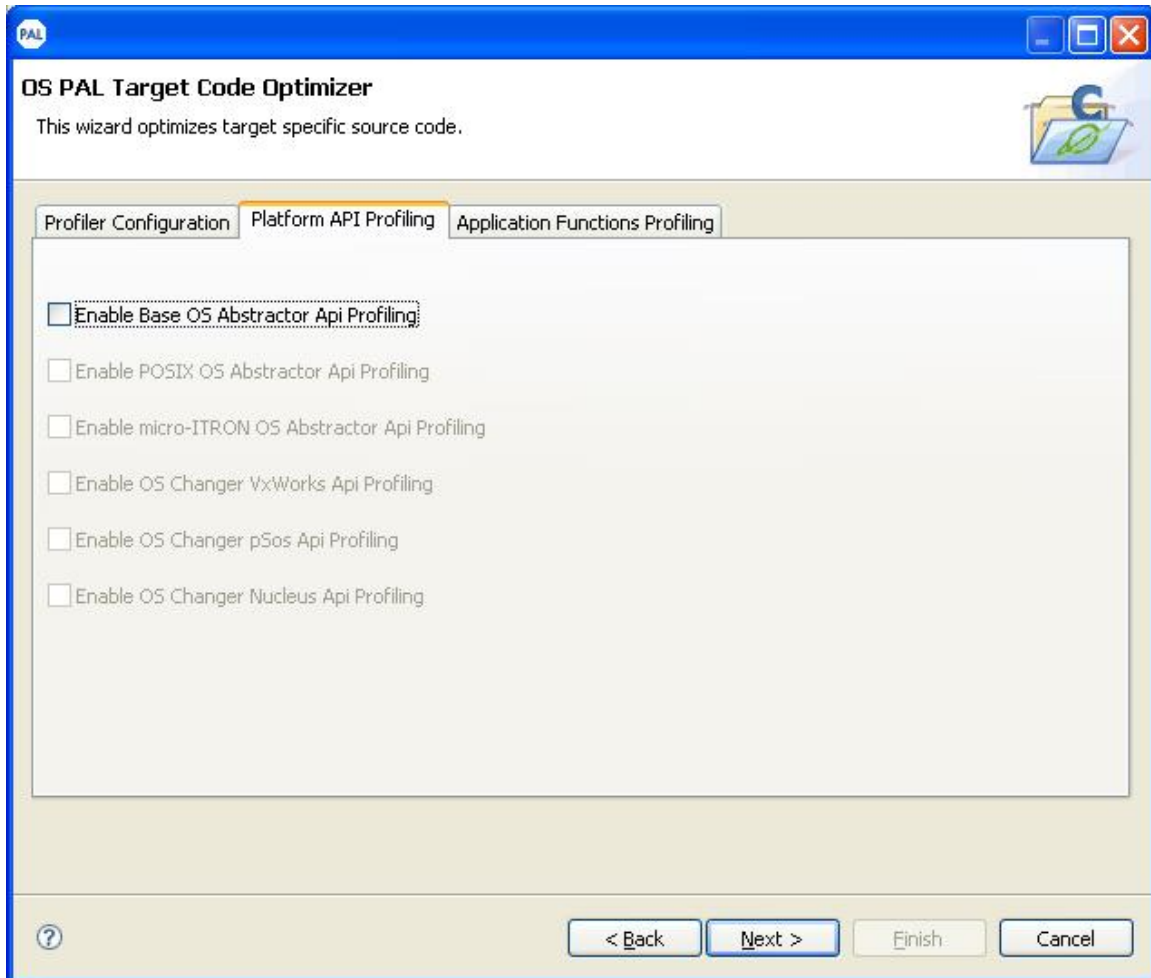 PAL
OS PAL Target Code Optimizer
This wizard optimizes target specific source code.
Profiler Configuration Platform API Profiling Application Functions Profiling
Enable Base OS Abstractor Api Profiling
Enable POSIX OS Abstractor Api Profiling
Enable micro-ITRON OS Abstractor Api Profiling
Enable OS Changer VxWorks Api Profiling
Enable OS Changer pSos Api Profiling
Enable OS Changer Nucleus Api Profiling
? < Back Next > Finish Cancel